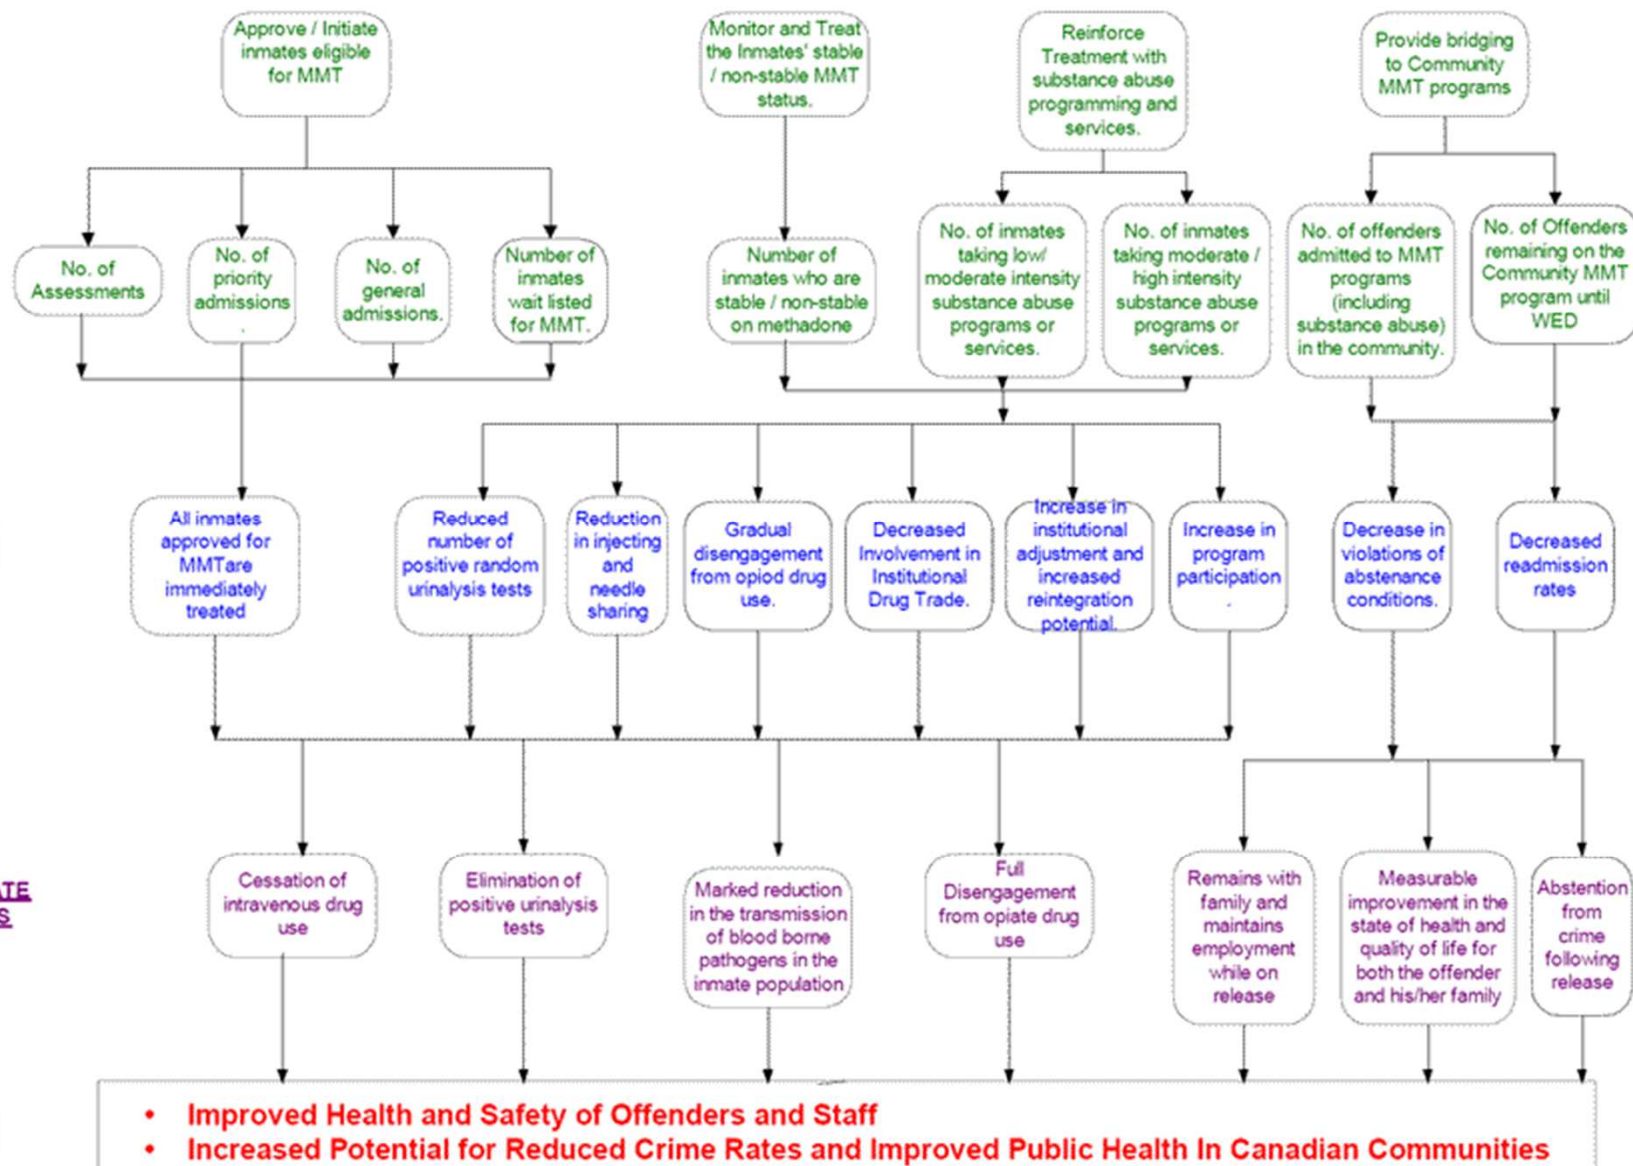 Approve / Initiate
inmates eligible
for MMT
Monitor and Treat
the Inmates' stable
/ non-stable MMT
status.
Reinforce
Treatment with
substance abuse
programming and
services.
Provide bridging
to Community
MMT programs
No. of
Assessments
No. of
priority
admissions
.
No. of
general
admissions.
Number of
inmates
wait listed
for MMT.
Number of
inmates who are
stable / non-stable
on methadone
No. of inmates
taking low/
moderate intensity
substance abuse
programs or
services.
No. of inmates
taking moderate /
high intensity
substance abuse
programs or
services.
No. of offenders
admitted to MMT
programs
(including
substance abuse)
in the community.
No. of Offenders
remaining on the
Community MMT
program until
WED
All inmates
approved for
MMTare
immediately
treated
Reduced
number of
positive random
urinalysis tests
Reduction
in injecting
and
needle
sharing
Gradual
disengagement
from opiod drug
use.
Decreased
Involvement in
Institutional
Drug Trade.
Increase in
institutional
adjustment and
increased
reintegration
potential.
Increase in
program
participation
.
Decrease in
violations of
abstenance
conditions.
Decreased
readmission
rates
Cessation of
intravenous drug
use
Elimination of
positive urinalysis
tests
Marked reduction
in the transmission
of blood borne
pathogens in the
inmate population
Full
Disengagement
from opiate drug
use
Remains with
family and
maintains
employment
while on
release
Measurable
improvement in the
state of health and
quality of life for
both the offender
and his/her family
Abstention
from
crime
following
release
• Improved Health and Safety of Offenders and Staff
• Increased Potential for Reduced Crime Rates and Improved Public Health In Canadian Communities